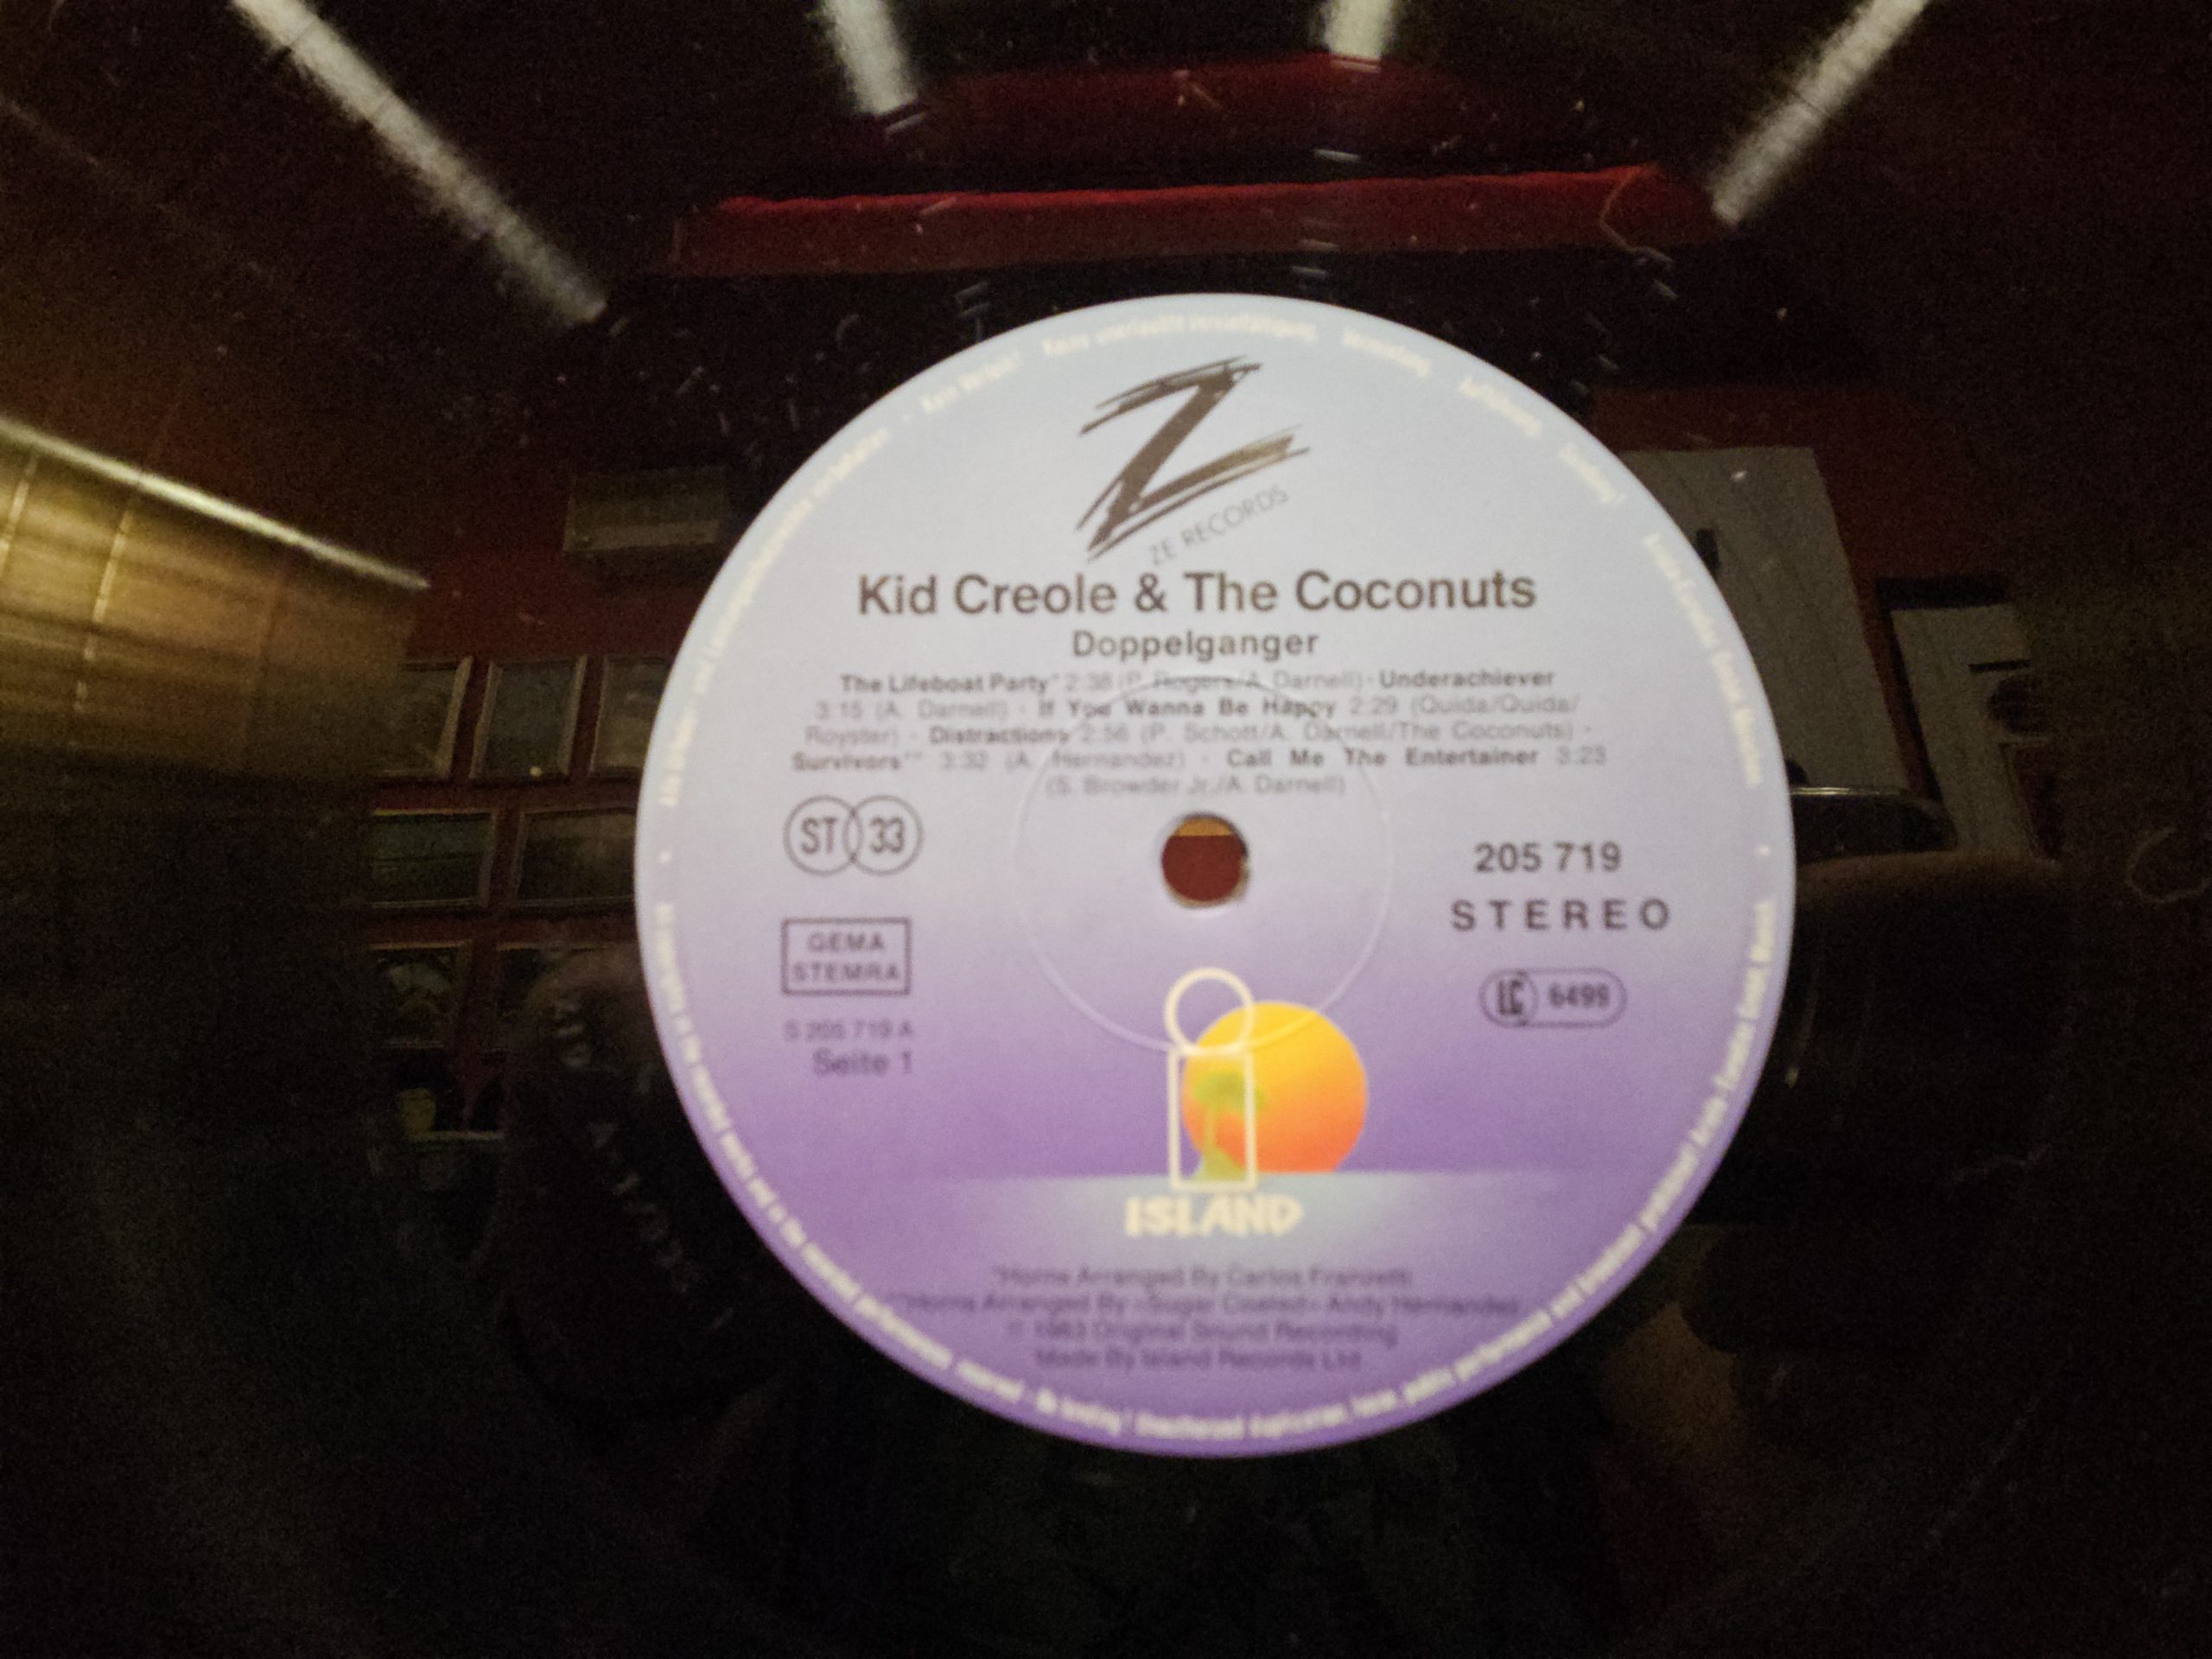 Z
ZE RECORDS
Kid Creole & The Coconuts
Doppelganger
The Lifeboat Party* 2:38 (P. Rogers/A. Darnell) · Underachiever
3:15 (A. Darnell) · If You Wanna Be Happy 2:29 (Guida/Guida/
Royster) · Distractions 2:56 (P. Schott/A. Darnell/The Coconuts) ·
Survivors** 3:32 (A. Hernandez) · Call Me The Entertainer 3:23
(S. Browder Jr./A. Darnell)
ST 33
205 719
STEREO
GEMA
STEMRA
LC 6499
S 205 719 A
Seite 1
ISLAND
*Horns Arranged By Carlos Franzetti
**Horns Arranged By »Sugar Coated« Andy Hernandez
℗ 1983 Original Sound Recording
Made By Island Records Ltd.